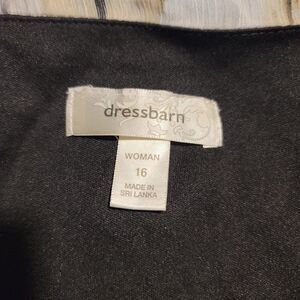 dressbarn
WOMAN
16
MADE IN
SRI LANKA